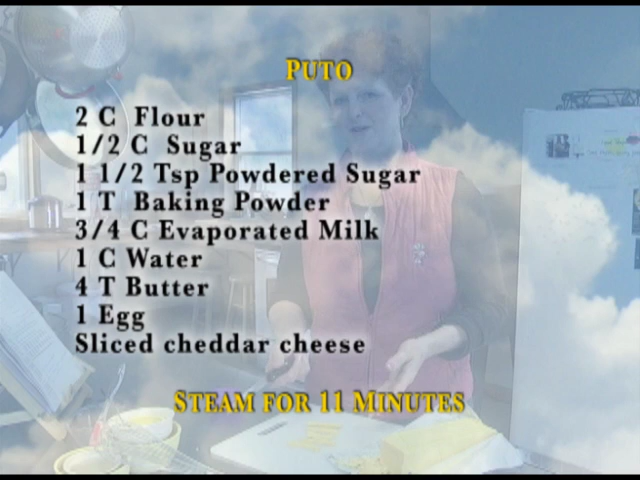 PUTO
2 C Flour
1/2 C Sugar
1 1/2 Tsp Powdered Sugar
1 T Baking Powder
3/4 C Evaporated Milk
1 C Water
4 T Butter
1 Egg
Sliced cheddar cheese
STEAM FOR 11 MINUTES